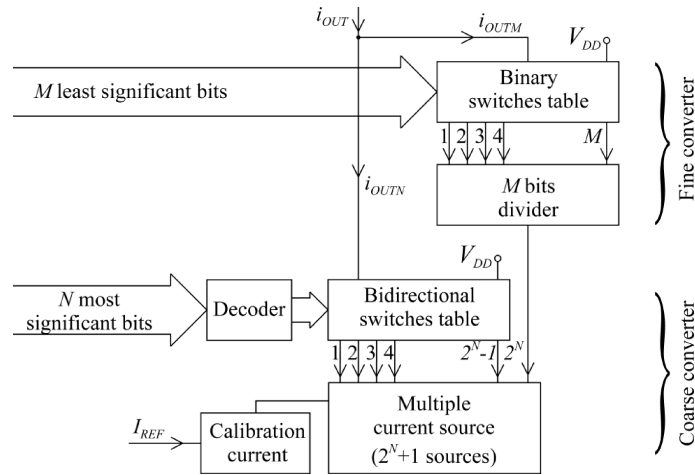 i_OUT
i_OUTM
V_DD
Binary
switches table
M least significant bits
1 2 3 4 M
Fine converter
i_OUTN
M bits
divider
V_DD
N most
significant bits
Decoder
Bidirectional
switches table
1 2 3 4 2^N-1 2^N
Coarse converter
I_REF
Calibration
current
Multiple
current source
(2^N+1 sources)